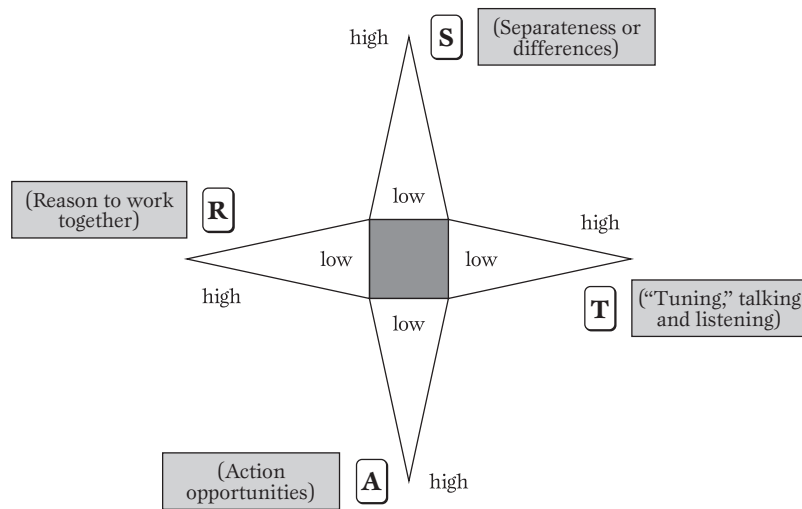 high
S
(Separateness or
differences)
low
(Reason to work
together)
R
high
low
low
high
T
("Tuning," talking
and listening)
low
(Action
opportunities)
A
high